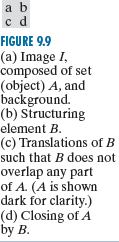 a b
c d
FIGURE 9.9
(a) Image I,
composed of set
(object) A, and
background.
(b) Structuring
element B.
(c) Translations of B
such that B does not
overlap any part
of A. (A is shown
dark for clarity.)
(d) Closing of A
by B.